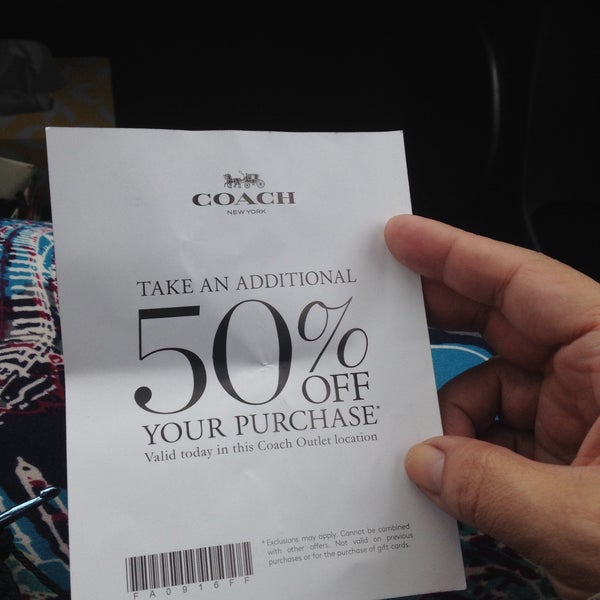 COACH
NEW YORK
TAKE AN ADDITIONAL
50%
OFF
YOUR PURCHASE*
Valid today in this Coach Outlet location
*Exclusions may apply. Cannot be combined
with other offers. Not valid on previous
purchases or for the purchase of gift cards.
FA0916FF